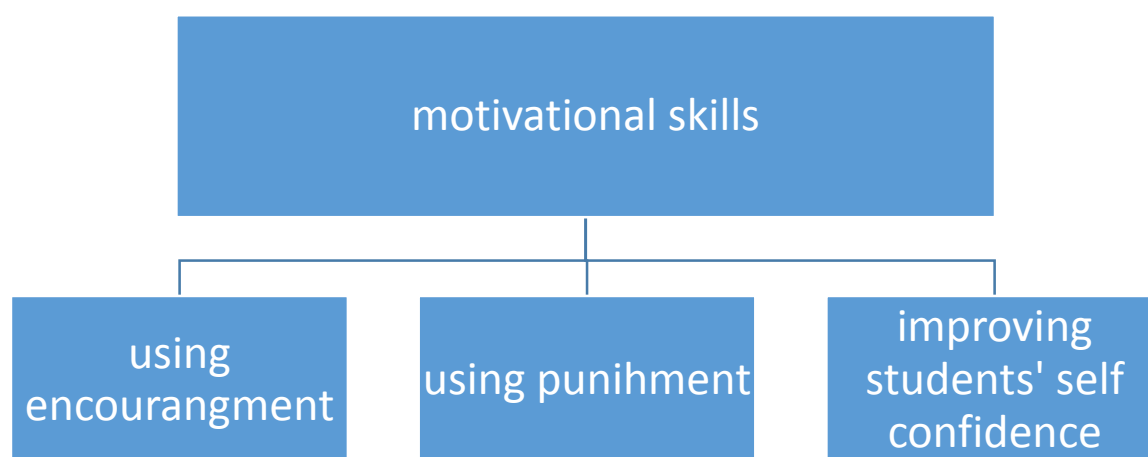 motivational skills
using
encourangment
using punihment
improving
students' self
confidence